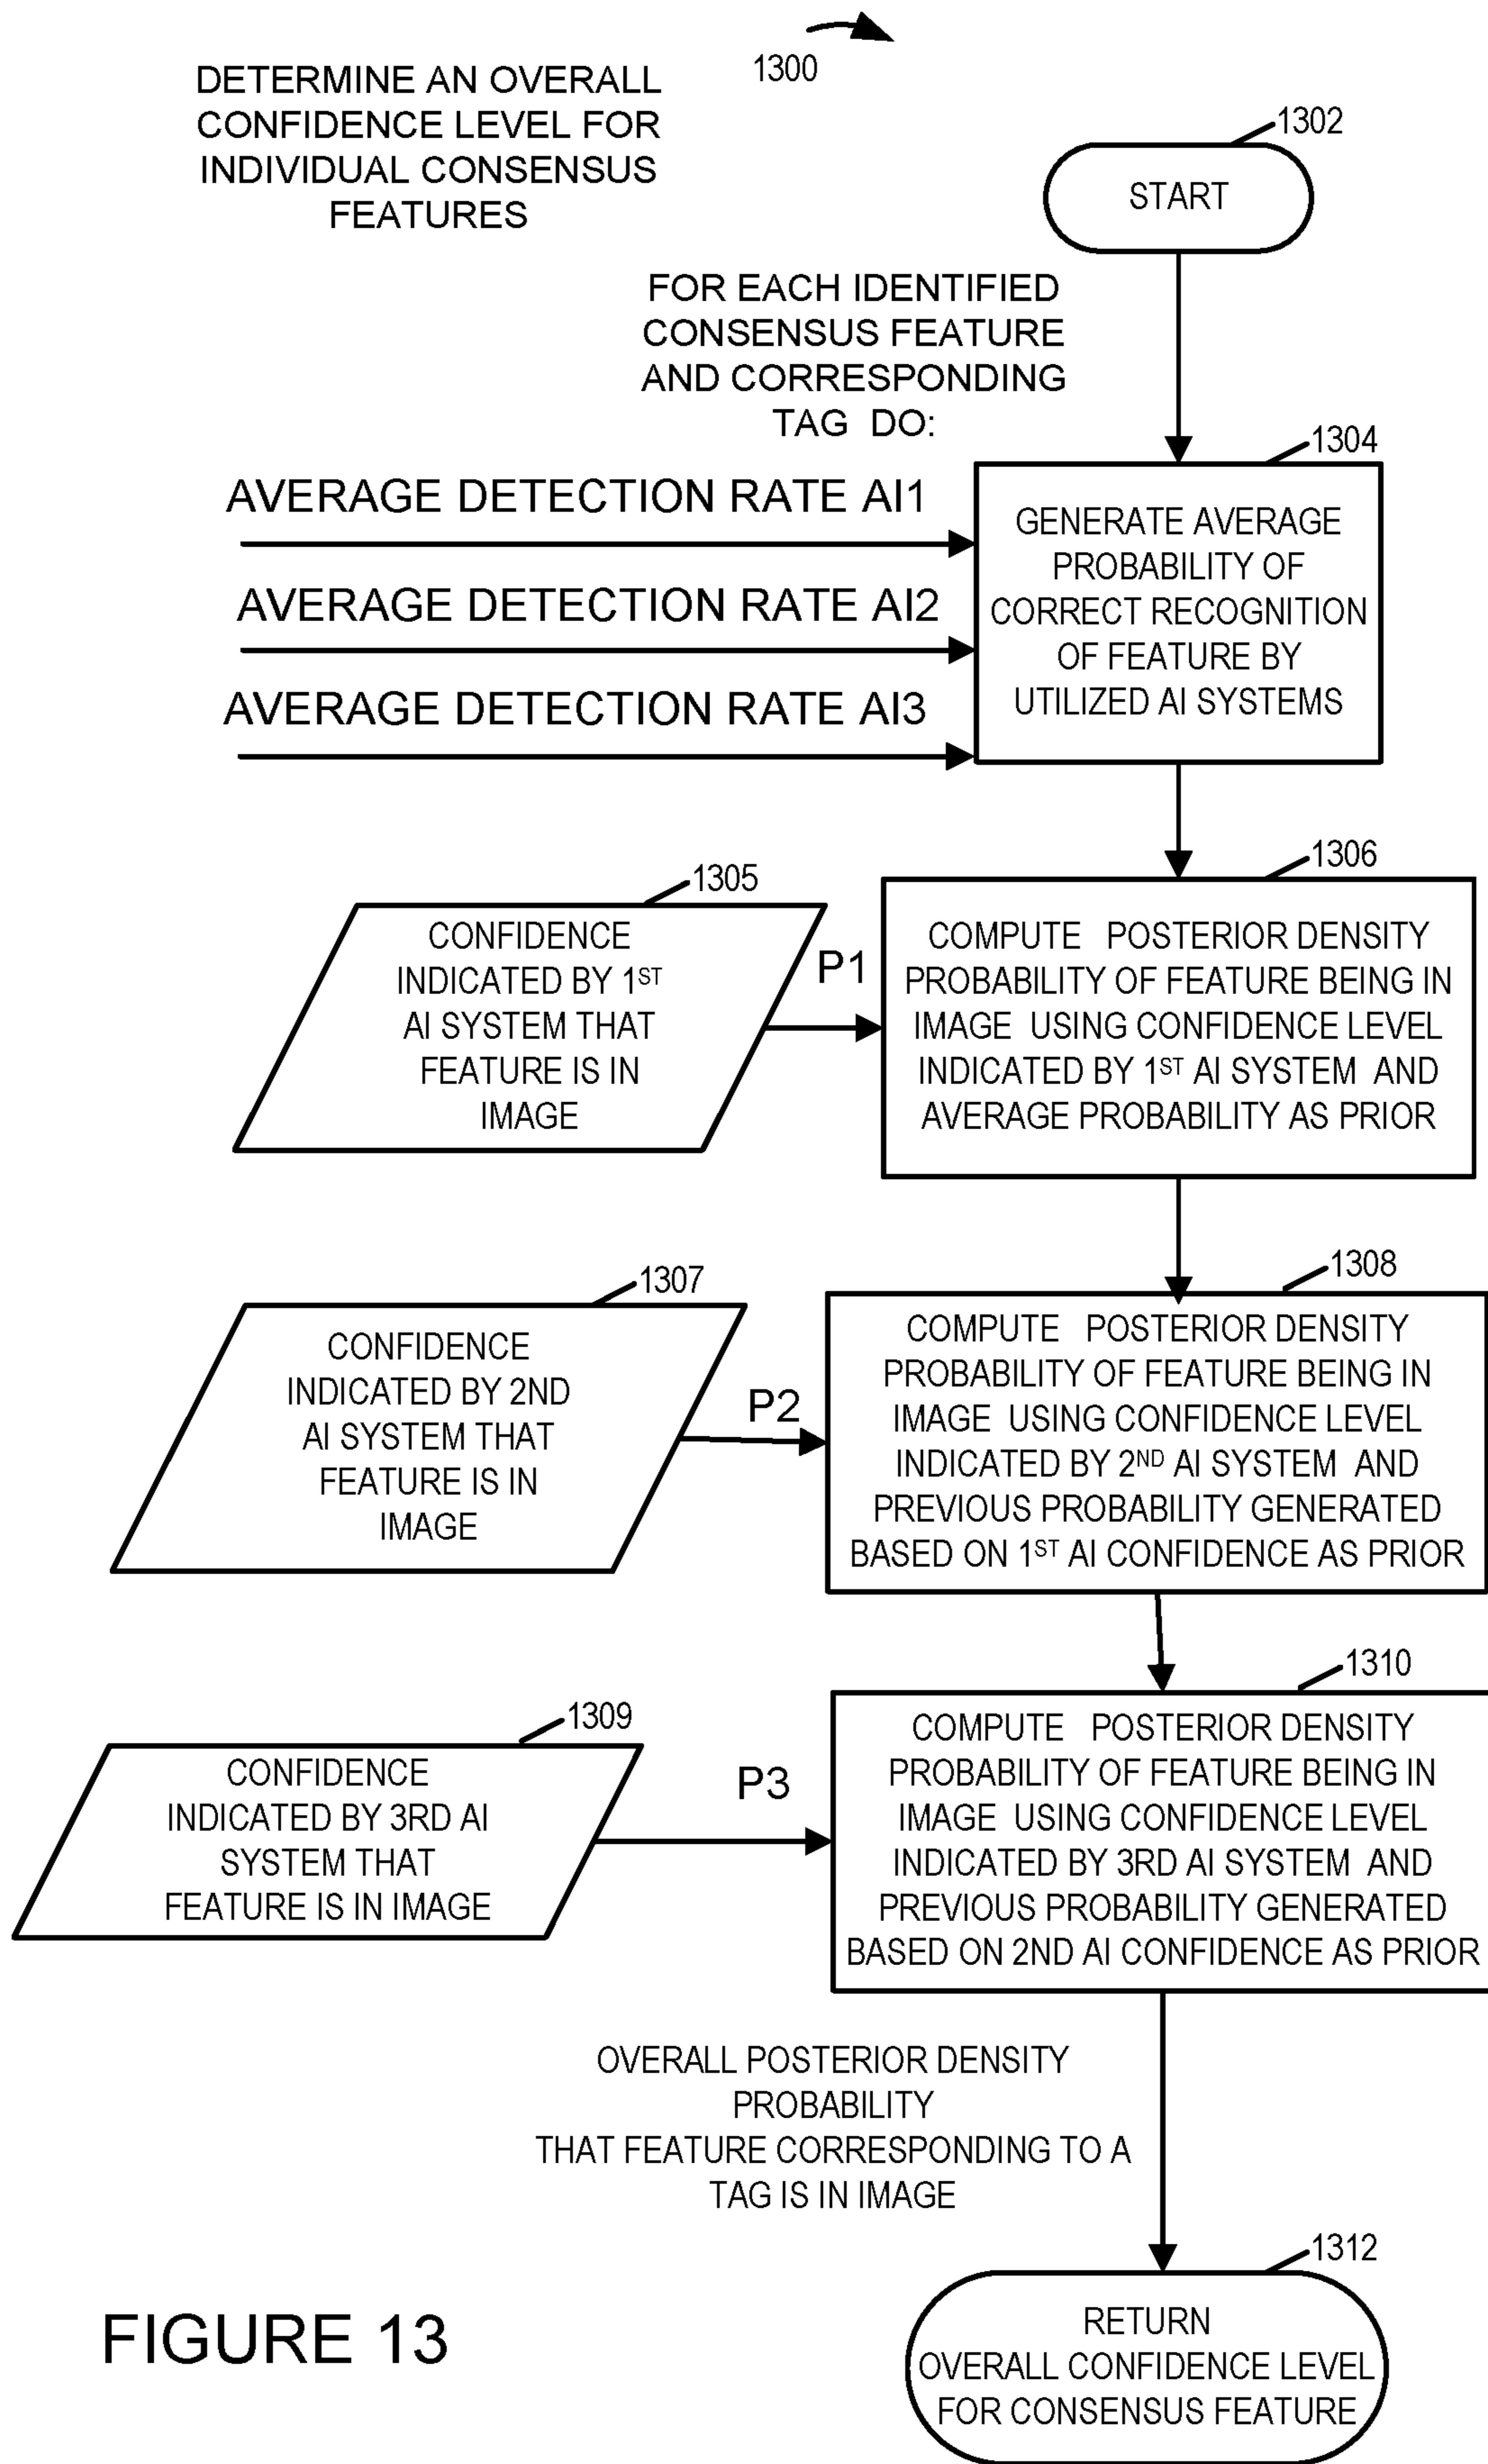 1300
DETERMINE AN OVERALL
CONFIDENCE LEVEL FOR
INDIVIDUAL CONSENSUS
FEATURES
1302
START
FOR EACH IDENTIFIED
CONSENSUS FEATURE
AND CORRESPONDING
TAG DO:
1304
AVERAGE DETECTION RATE AI1
AVERAGE DETECTION RATE AI2
AVERAGE DETECTION RATE AI3
GENERATE AVERAGE
PROBABILITY OF
CORRECT RECOGNITION
OF FEATURE BY
UTILIZED AI SYSTEMS
1305
CONFIDENCE
INDICATED BY 1ST
AI SYSTEM THAT
FEATURE IS IN
IMAGE
P1
1306
COMPUTE POSTERIOR DENSITY
PROBABILITY OF FEATURE BEING IN
IMAGE USING CONFIDENCE LEVEL
INDICATED BY 1ST AI SYSTEM AND
AVERAGE PROBABILITY AS PRIOR
1307
CONFIDENCE
INDICATED BY 2ND
AI SYSTEM THAT
FEATURE IS IN
IMAGE
P2
1308
COMPUTE POSTERIOR DENSITY
PROBABILITY OF FEATURE BEING IN
IMAGE USING CONFIDENCE LEVEL
INDICATED BY 2ND AI SYSTEM AND
PREVIOUS PROBABILITY GENERATED
BASED ON 1ST AI CONFIDENCE AS PRIOR
1309
CONFIDENCE
INDICATED BY 3RD AI
SYSTEM THAT
FEATURE IS IN IMAGE
P3
1310
COMPUTE POSTERIOR DENSITY
PROBABILITY OF FEATURE BEING IN
IMAGE USING CONFIDENCE LEVEL
INDICATED BY 3RD AI SYSTEM AND
PREVIOUS PROBABILITY GENERATED
BASED ON 2ND AI CONFIDENCE AS PRIOR
OVERALL POSTERIOR DENSITY
PROBABILITY
THAT FEATURE CORRESPONDING TO A
TAG IS IN IMAGE
1312
RETURN
OVERALL CONFIDENCE LEVEL
FOR CONSENSUS FEATURE
FIGURE 13